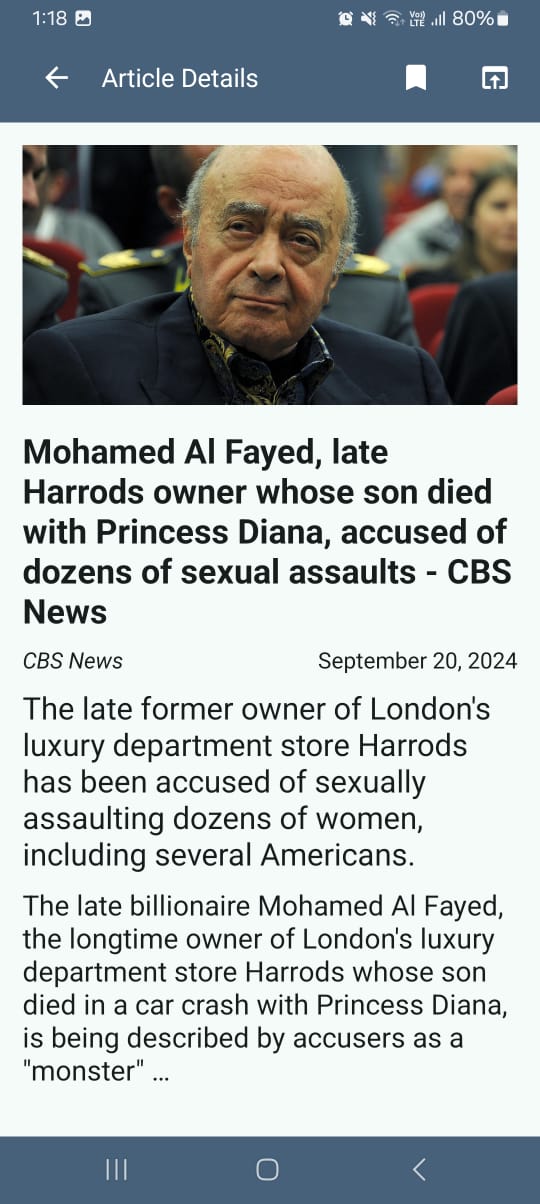 1:18 Vo) LTE 80%
Article Details
Mohamed Al Fayed, late
Harrods owner whose son died
with Princess Diana, accused of
dozens of sexual assaults - CBS
News
CBS News September 20, 2024
The late former owner of London's
luxury department store Harrods
has been accused of sexually
assaulting dozens of women,
including several Americans.
The late billionaire Mohamed Al Fayed,
the longtime owner of London's luxury
department store Harrods whose son
died in a car crash with Princess Diana,
is being described by accusers as a
"monster" …